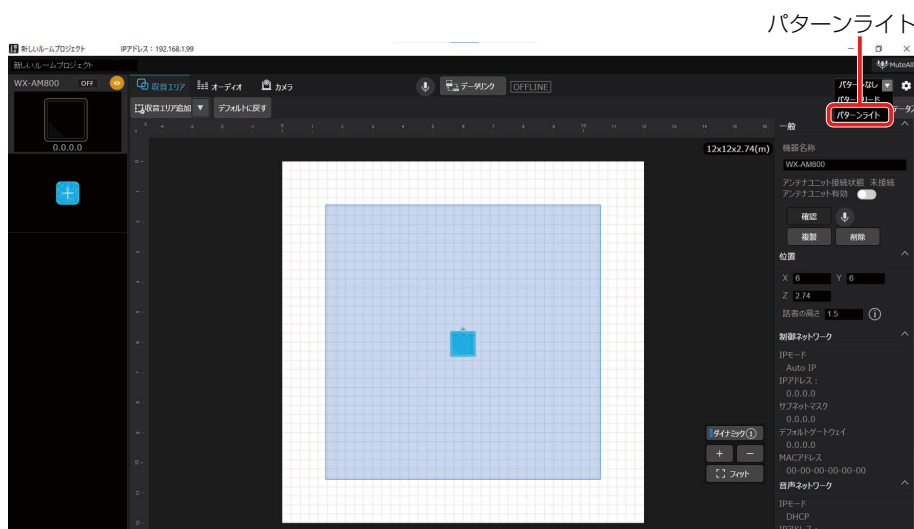 パターンライト
新しいルームプロジェクト IPアドレス：192.168.1.99
新しいルームプロジェクト MuteAll
WX-AM800 OFF 収音エリア オーディオ カメラ データリンク OFFLINE パターンなし
収音エリア追加 デフォルトに戻す
パターンライト
0.0.0.0
12x12x2.74(m)
一般
機器名称
WX-AM800
アンテナユニット接続状態 未接続
アンテナユニット有効
確認
複製 削除
位置
X 6 Y 6
Z 2.74
話者の高さ 1.5
制御ネットワーク
IPモード
Auto IP
IPアドレス：
0.0.0.0
サブネットマスク
0.0.0.0
デフォルトゲートウェイ
0.0.0.0
MACアドレス
00-00-00-00-00-00
ダイナミック①
+ −
フィット
音声ネットワーク
IPモード
DHCP